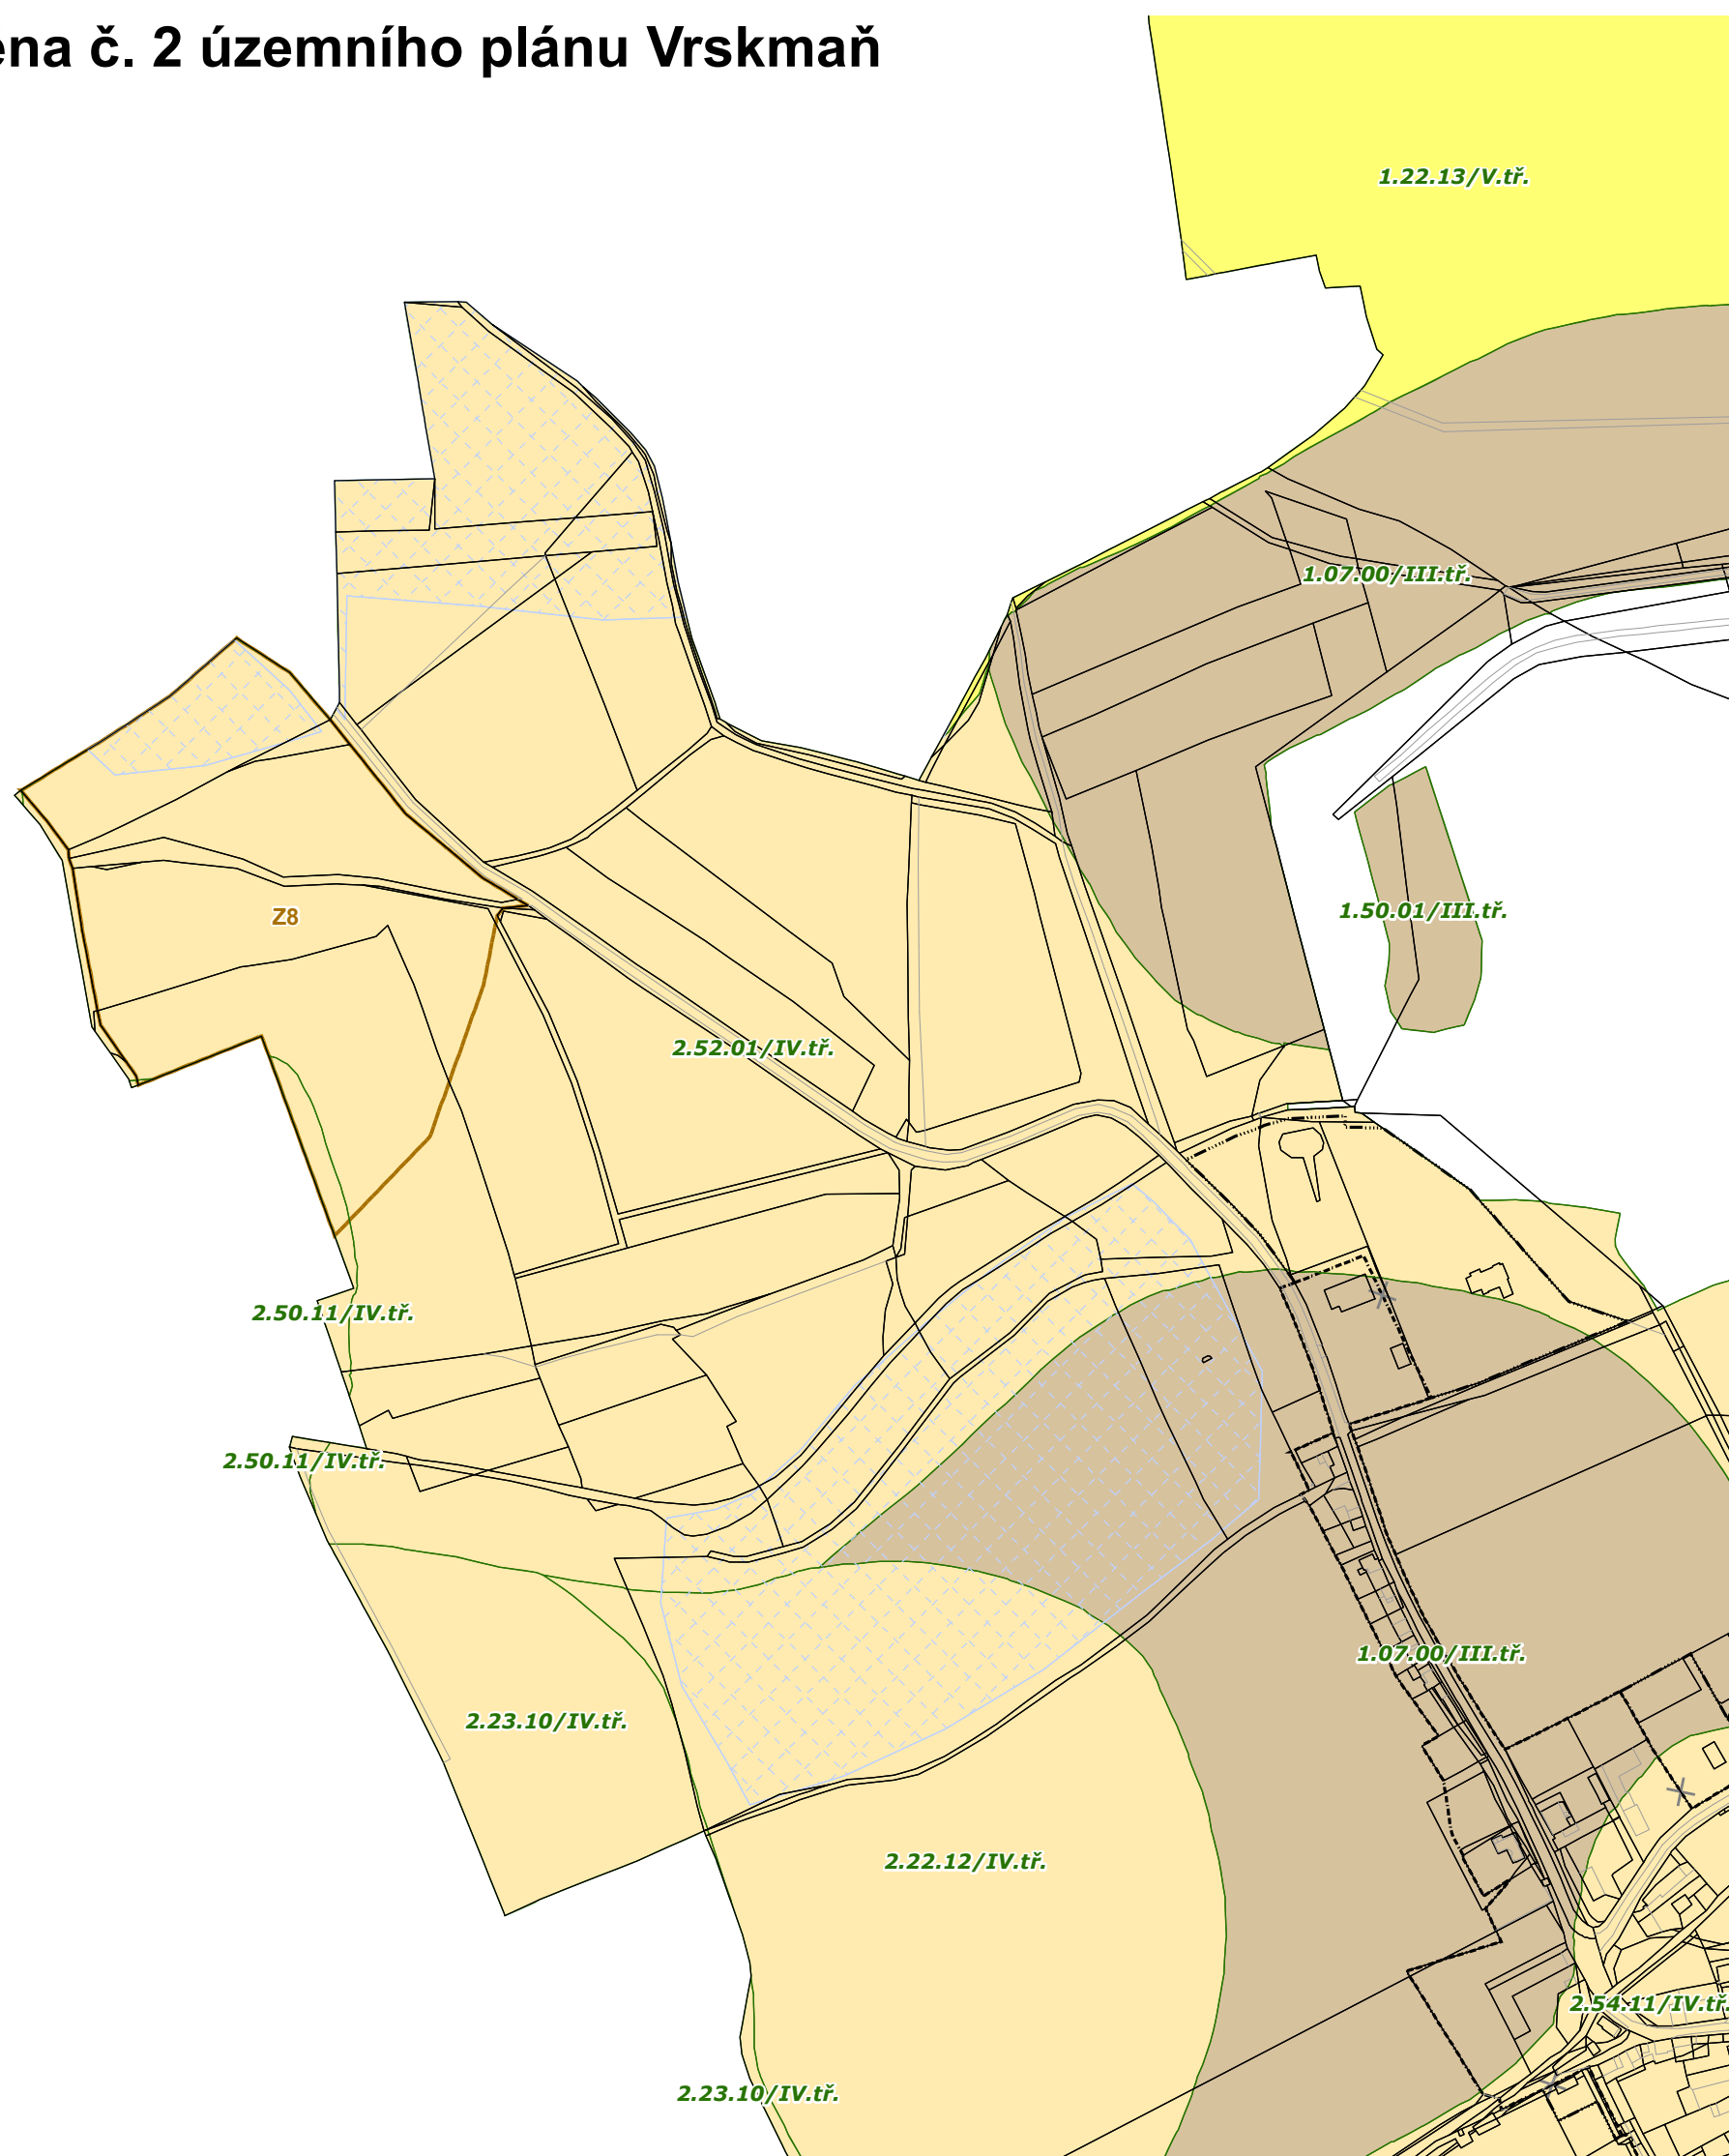 ena č. 2 územního plánu Vrskmaň
1.22.13/V.tř.
1.07.00/III.tř.
1.50.01/III.tř.
Z8
2.52.01/IV.tř.
2.50.11/IV.tř.
2.50.11/IV.tř.
1.07.00/III.tř.
2.23.10/IV.tř.
2.22.12/IV.tř.
2.54.11/IV.tř.
2.23.10/IV.tř.